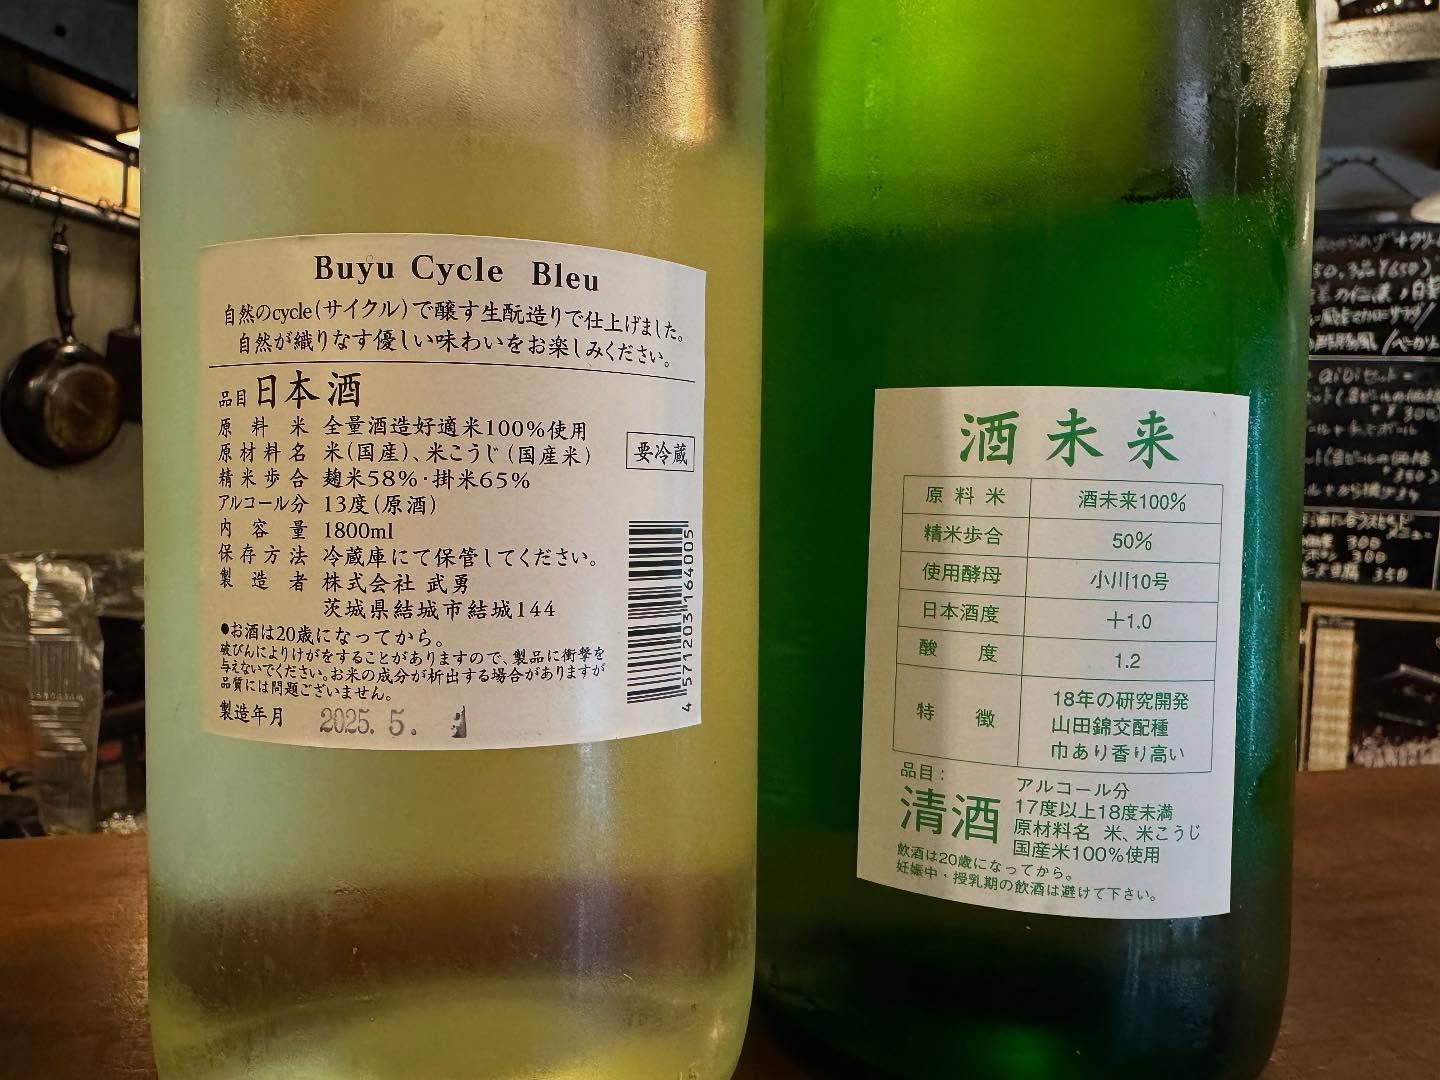 Buyu Cycle Bleu
自然のcycle(サイクル)で醸す生酛造りで仕上げました。
自然が織りなす優しい味わいをお楽しみください。
品目 日本酒
原料米 全量酒造好適米100%使用
原材料名 米(国産)、米こうじ(国産米)
精米歩合 麹米58%・掛米65%
要冷蔵
アルコール分 13度(原酒)
内容量 1800ml
保存方法 冷蔵庫にて保管してください。
製造者 株式会社 武勇
茨城県結城市結城144
●お酒は20歳になってから。
破びんによりけがをすることがありますので、製品に衝撃を
与えないでください。お米の成分が析出する場合がありますが
品質には問題ございません。
製造年月 2025. 5.
4 571203 164005
酒未来
原料米 酒未来100%
精米歩合 50%
使用酵母 小川10号
日本酒度 +1.0
酸度 1.2
特徴 18年の研究開発
山田錦交配種
巾あり香り高い
品目：
清酒
アルコール分
17度以上18度未満
原材料名 米、米こうじ
国産米100%使用
飲酒は20歳になってから。
妊娠中・授乳期の飲酒は避けて下さい。